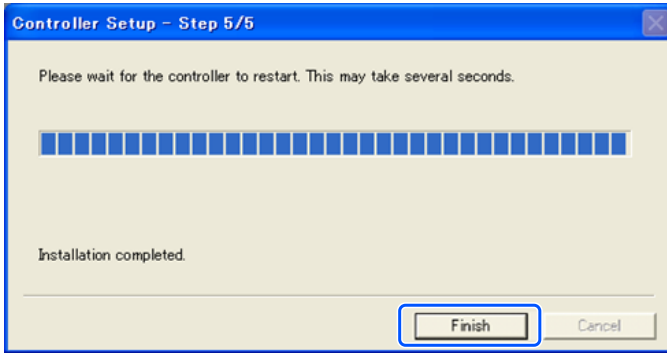 Controller Setup - Step 5/5
Please wait for the controller to restart. This may take several seconds.
Installation completed.
Finish
Cancel